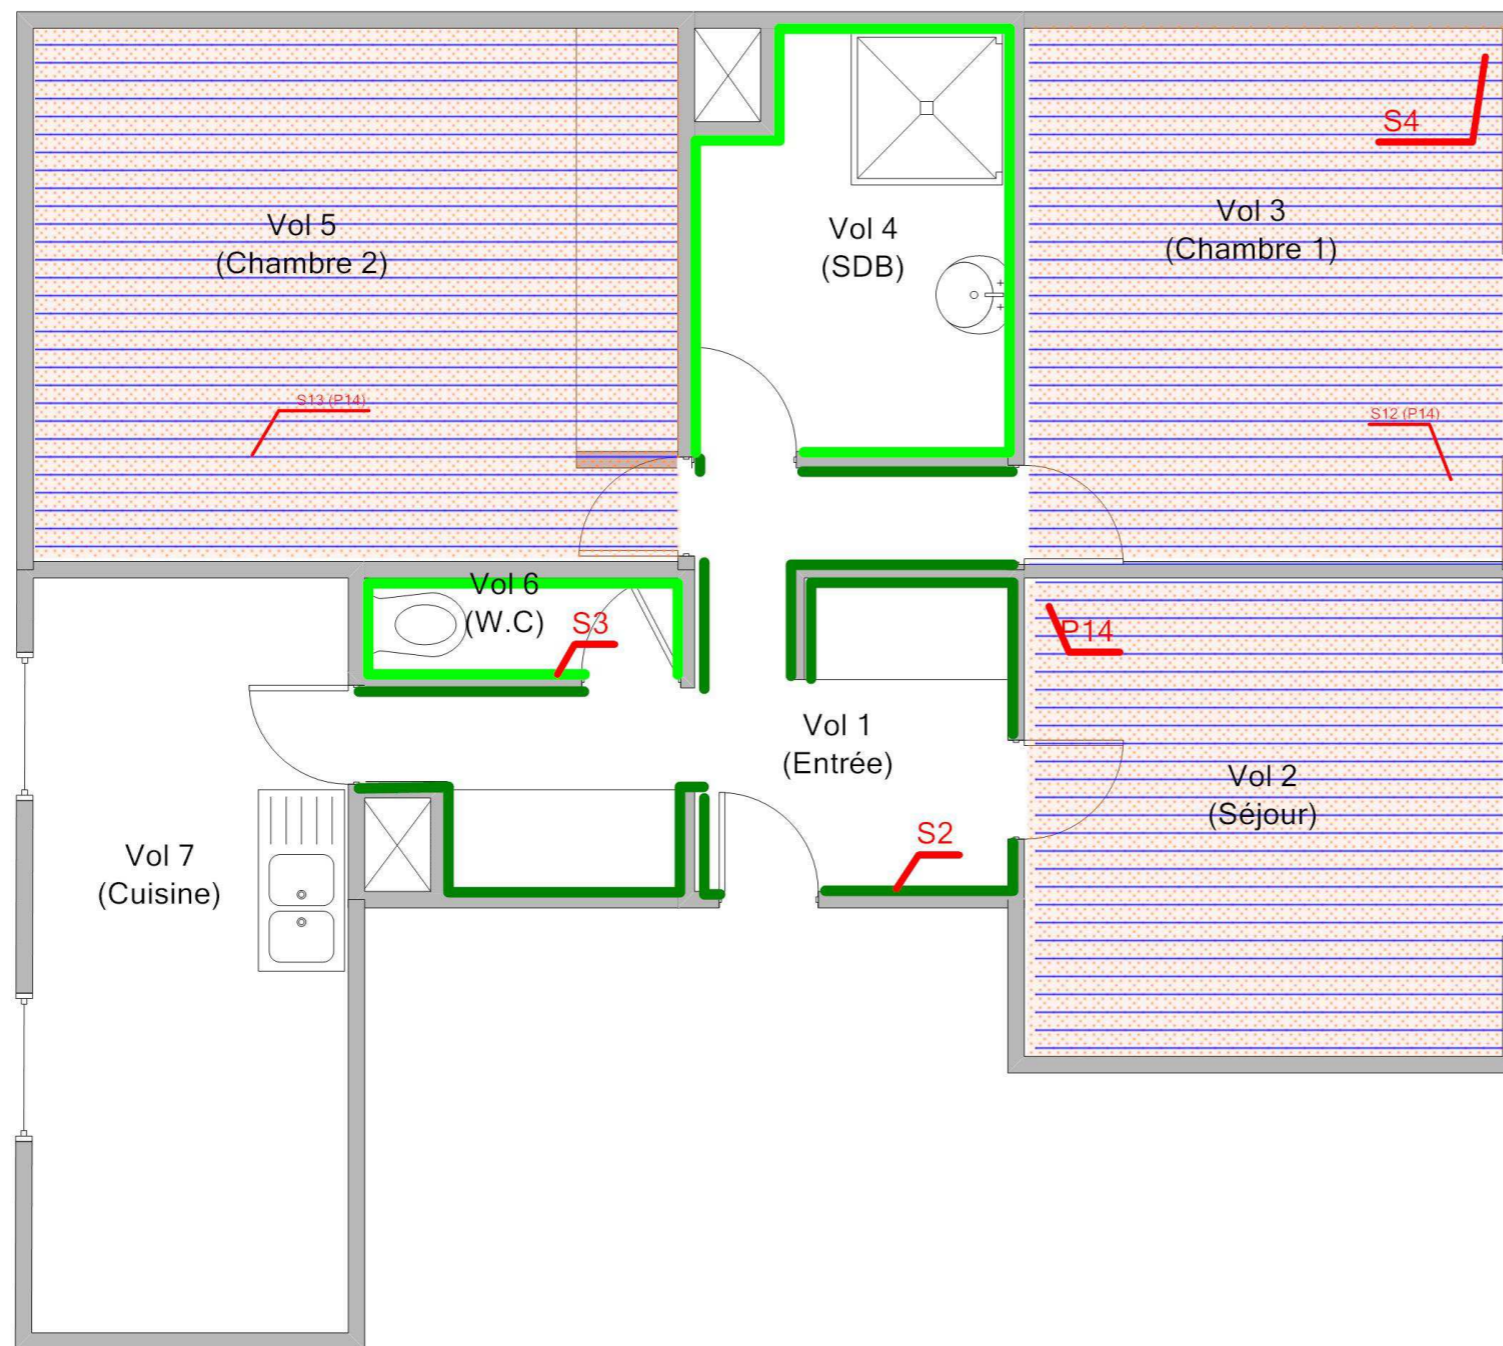 S4
Vol 5
(Chambre 2)
Vol 4
(SDB)
Vol 3
(Chambre 1)
S13 (P14)
S12 (P14)
Vol 6
(W.C)
S3
P14
Vol 1
(Entrée)
Vol 2
(Séjour)
S2
Vol 7
(Cuisine)